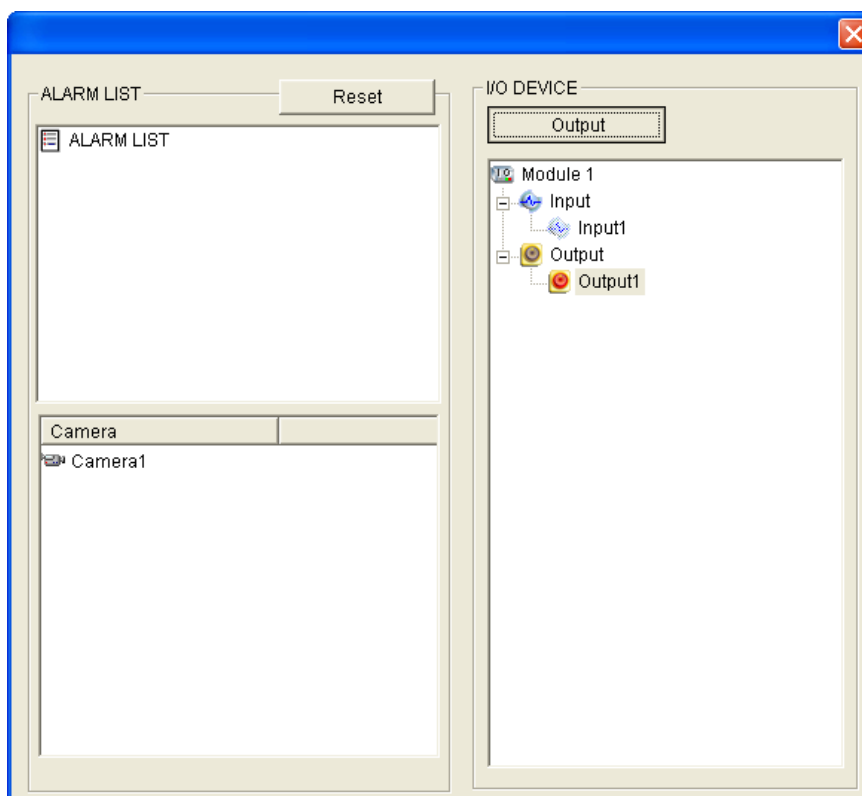 ALARM LIST
Reset
ALARM LIST
Camera
Camera1
I/O DEVICE
Output
Module 1
Input
Input1
Output
Output1